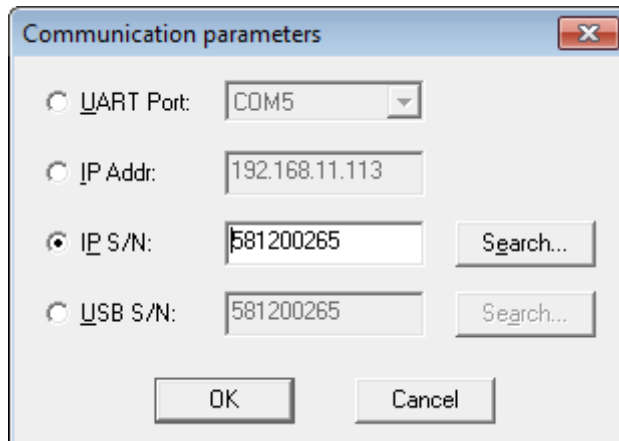 Communication parameters
UART Port: COM5
IP Addr: 192.168.11.113
IP S/N: 581200265 Search...
USB S/N: 581200265 Search...
OK Cancel